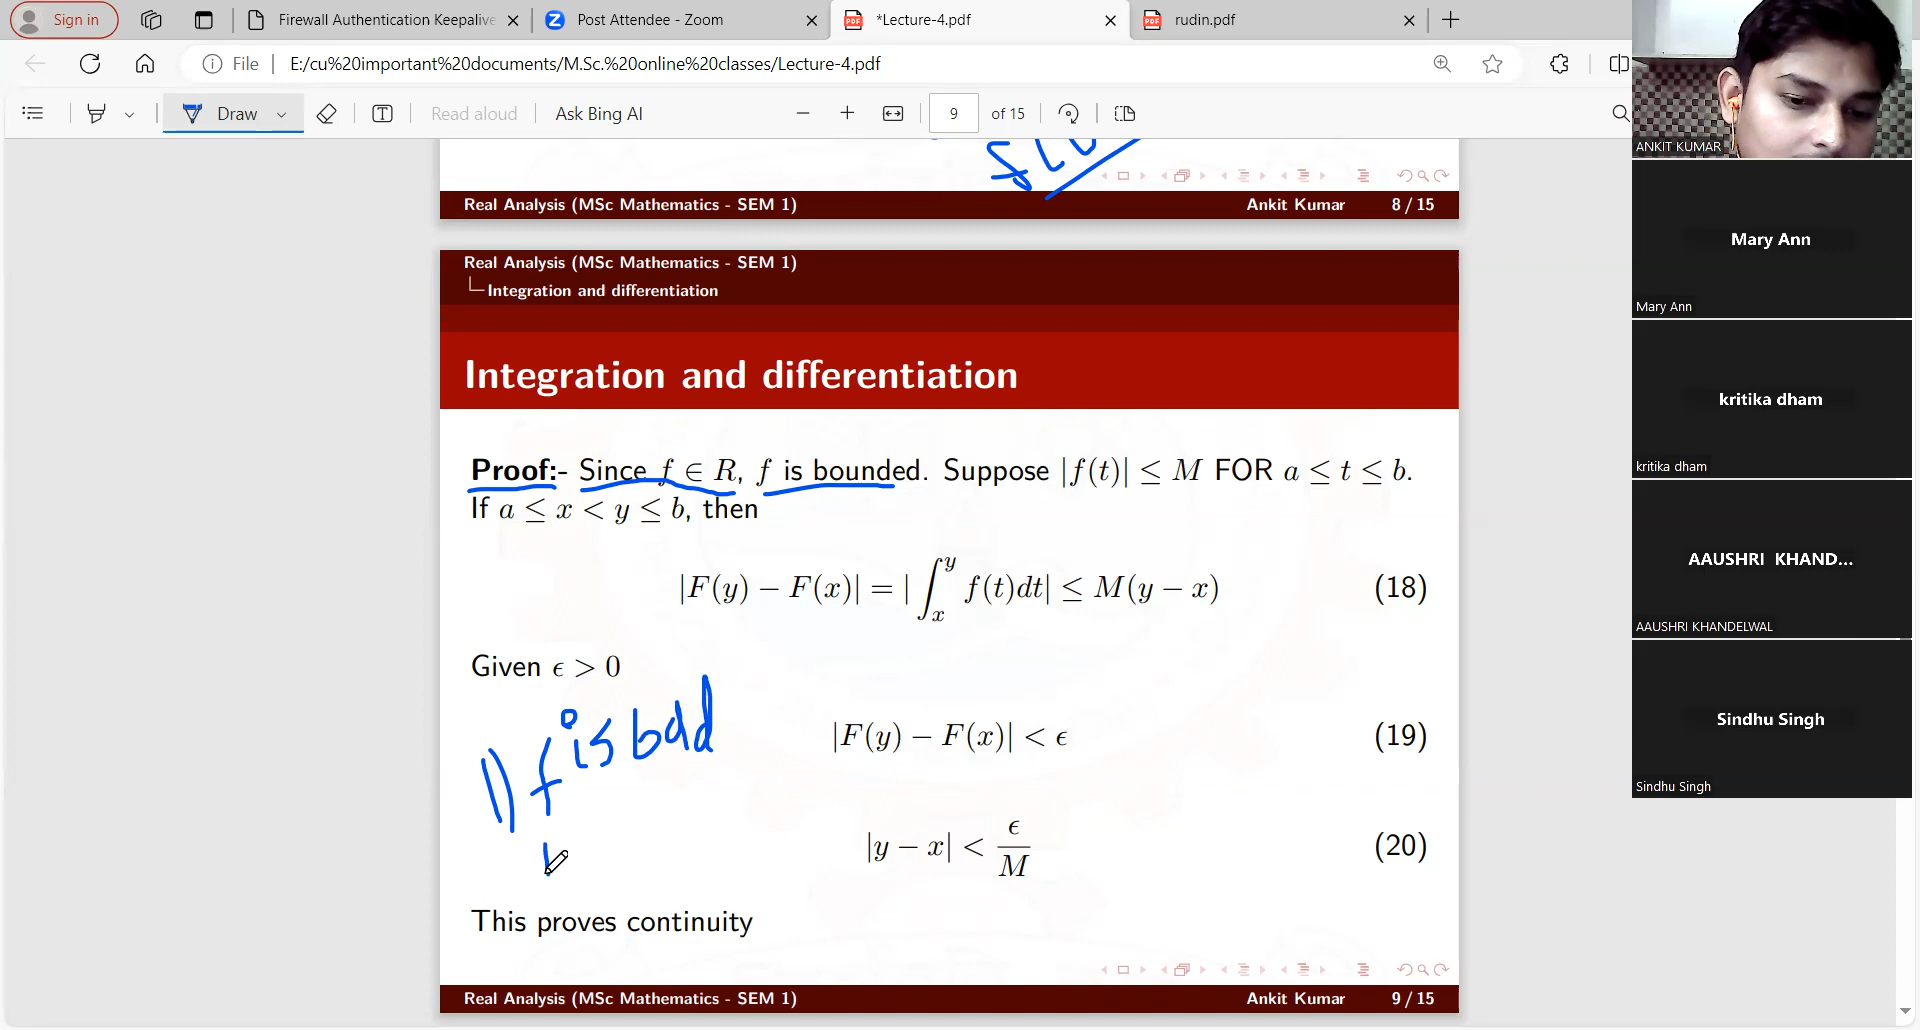 Sign in
Firewall Authentication Keepalive
Post Attendee - Zoom
*Lecture-4.pdf
rudin.pdf
File
E:/cu%20important%20documents/M.Sc.%20online%20classes/Lecture-4.pdf
Draw
Read aloud
Ask Bing AI
9 of 15
Real Analysis (MSc Mathematics - SEM 1) Ankit Kumar 8 / 15
Real Analysis (MSc Mathematics - SEM 1)
Integration and differentiation
Integration and differentiation
Proof:- Since f ∈ R, f is bounded. Suppose |f(t)| ≤ M FOR a ≤ t ≤ b.
If a ≤ x < y ≤ b, then
|F(y) − F(x)| = |∫_x^y f(t)dt| ≤ M(y − x) (18)
Given ϵ > 0
1) f is bdd
|F(y) − F(x)| < ϵ (19)
|y − x| < ϵ/M (20)
This proves continuity
Real Analysis (MSc Mathematics - SEM 1) Ankit Kumar 9 / 15
ANKIT KUMAR
Mary Ann
Mary Ann
kritika dham
kritika dham
AAUSHRI KHAND...
AAUSHRI KHANDELWAL
Sindhu Singh
Sindhu Singh